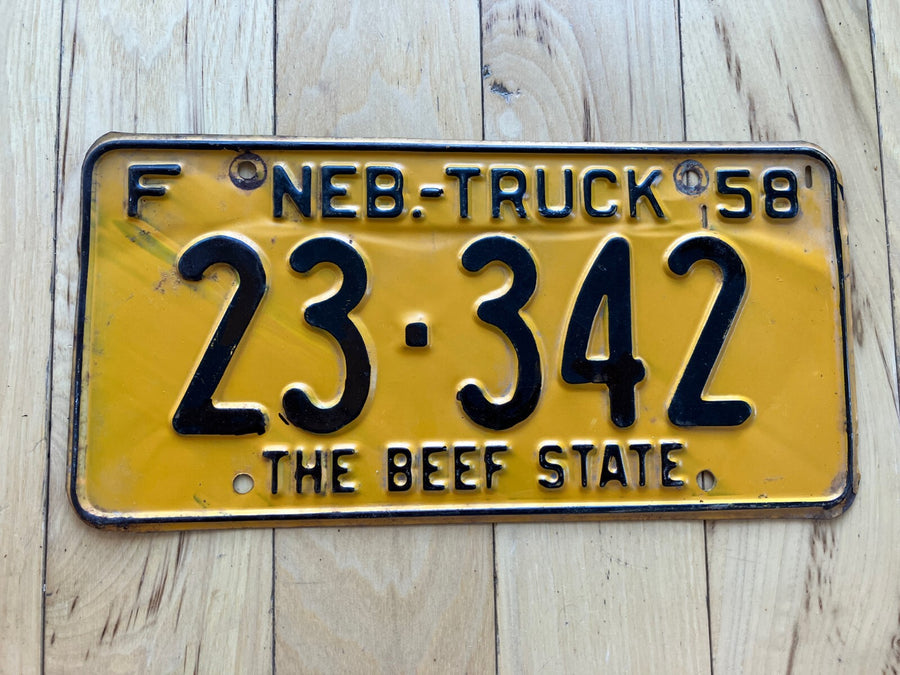 F NEB.-TRUCK 58
23·342
THE BEEF STATE